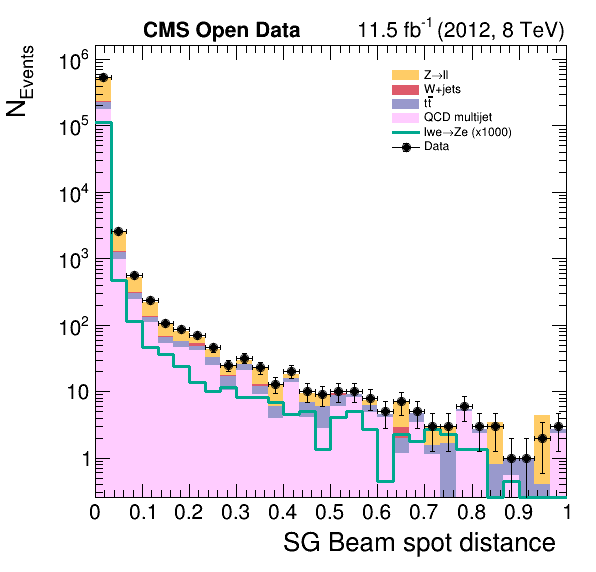 CMS Open Data
11.5 fb⁻¹ (2012, 8 TeV)
N_Events
10⁶
10⁵
10⁴
10³
10²
10
1
Z→ll
W+jets
tt̄
QCD multijet
lwe→Ze (x1000)
Data
0 0.1 0.2 0.3 0.4 0.5 0.6 0.7 0.8 0.9 1
SG Beam spot distance